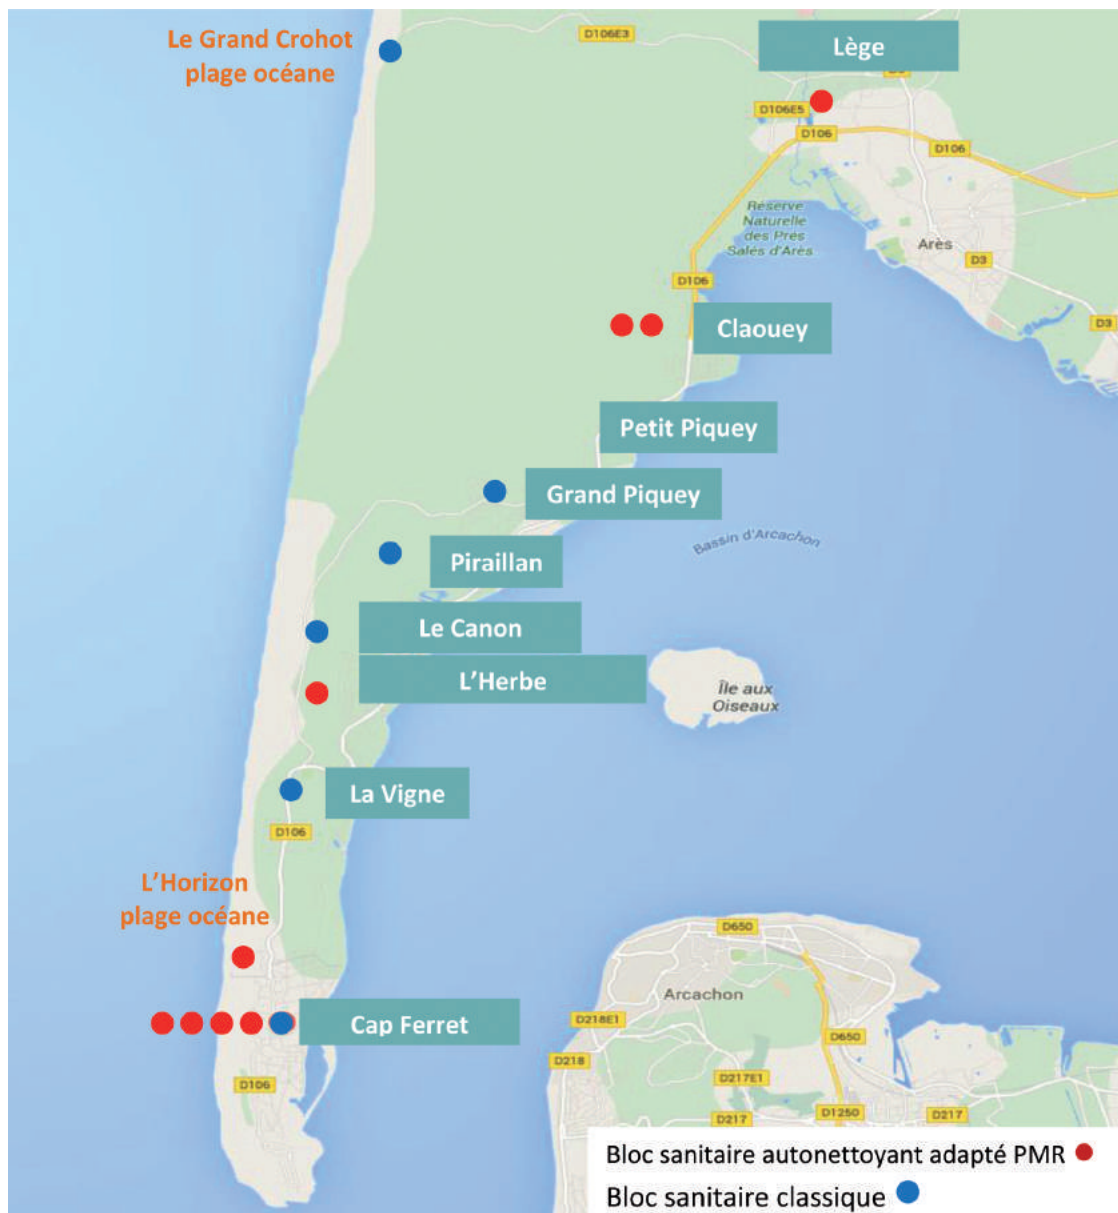 Le Grand Crohot
plage océane
D106E3
Lège
D106E5
D106
D106
Réserve
Naturelle
des Prés
Salés d'Arès
Arès
D3
D106
D3
Claouey
Petit Piquey
Grand Piquey
Bassin d'Arcachon
Piraillan
Le Canon
L'Herbe
Île aux
Oiseaux
La Vigne
D106
L'Horizon
plage océane
D650
Arcachon
Cap Ferret
D218E1
D650
D218
D217E1
D106
D217
D1250
D217
Bloc sanitaire autonettoyant adapté PMR
Bloc sanitaire classique